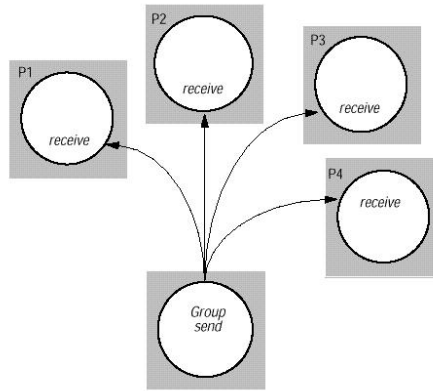 P1
receive
P2
receive
P3
receive
P4
receive
Group
send